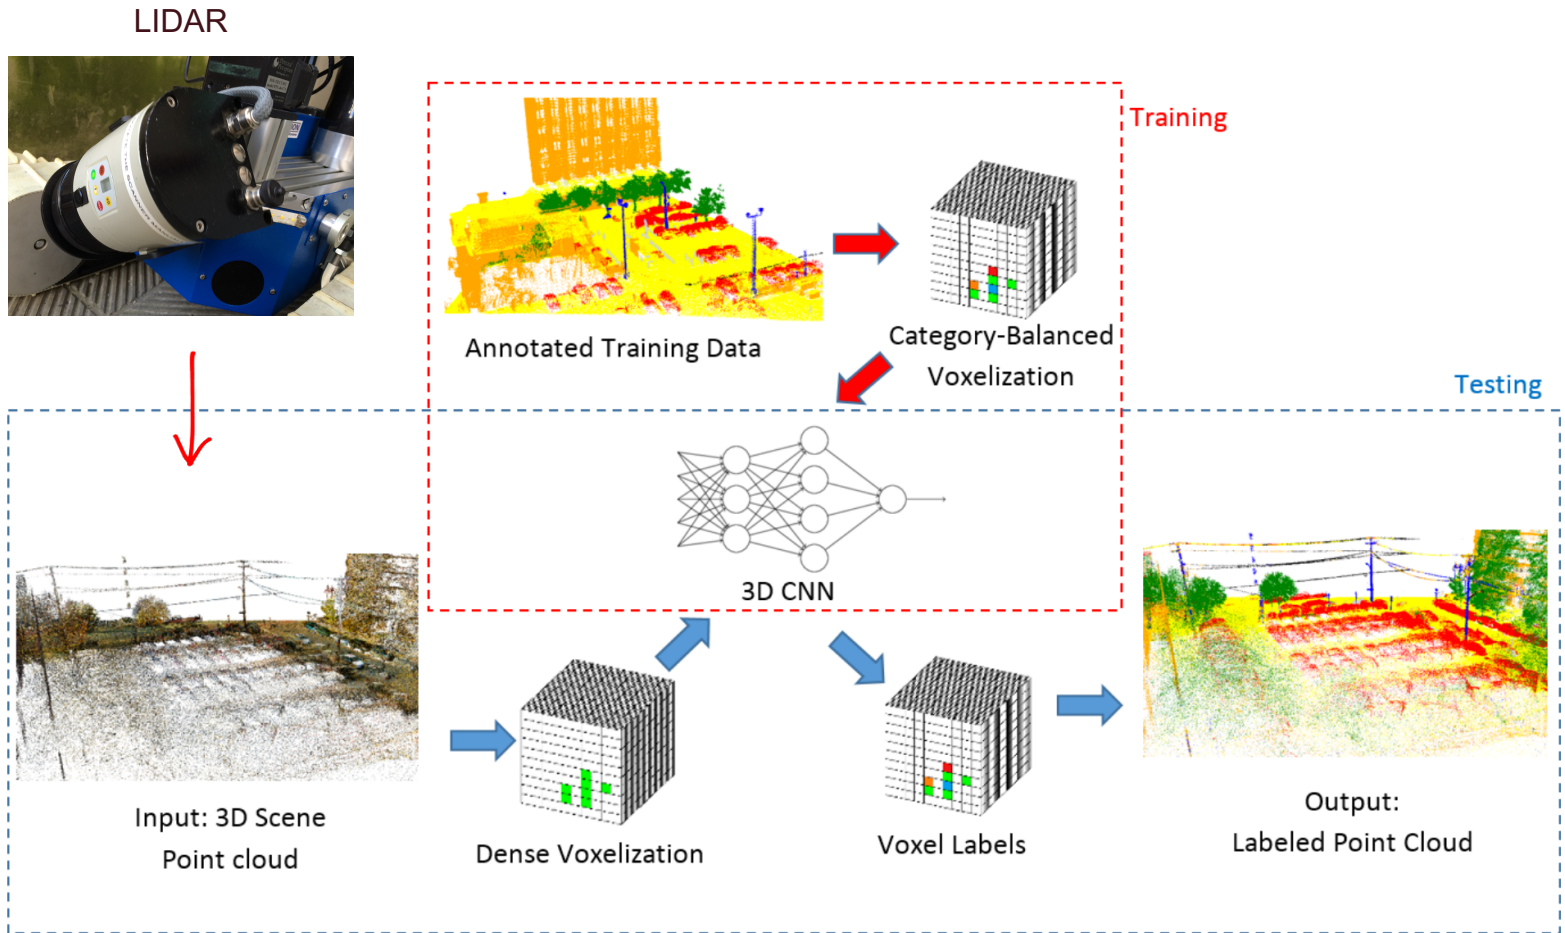 LIDAR
Training
Annotated Training Data
Category-Balanced
Voxelization
Testing
3D CNN
Input: 3D Scene
Point cloud
Dense Voxelization
Voxel Labels
Output:
Labeled Point Cloud